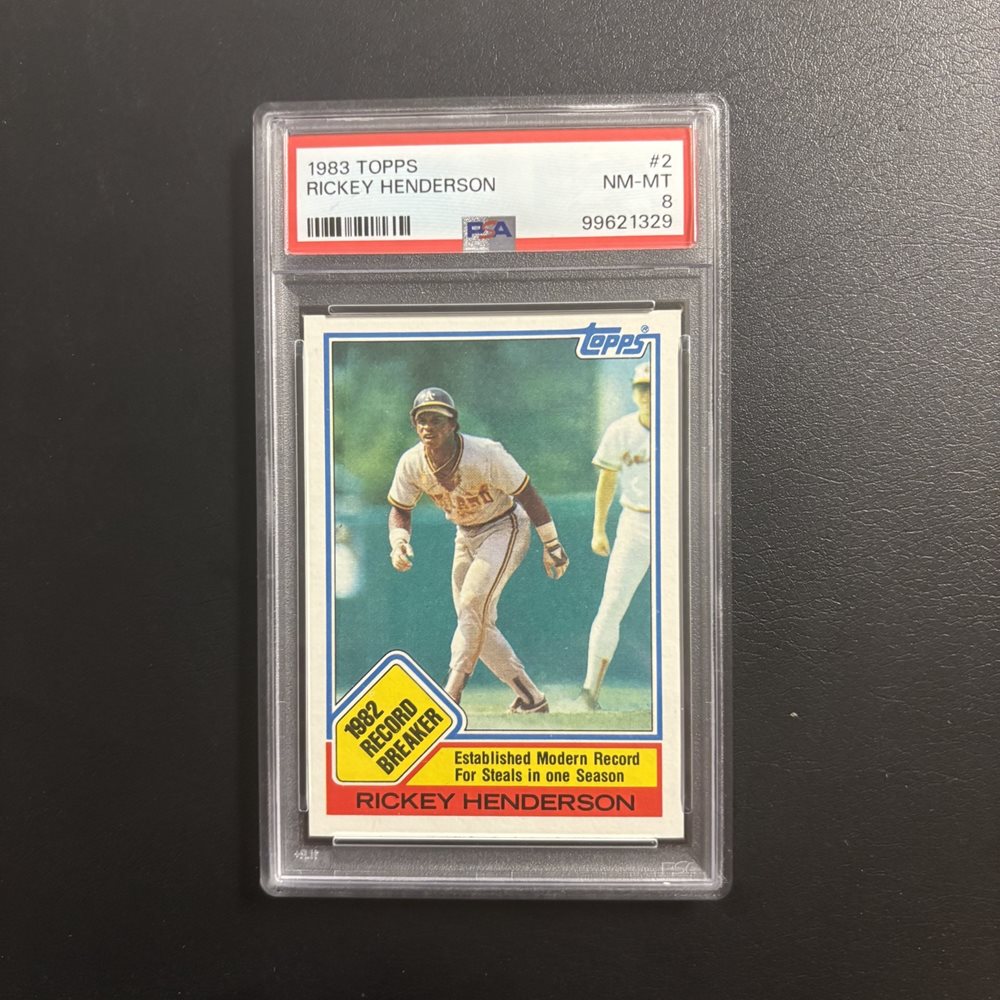 1983 TOPPS #2
RICKEY HENDERSON NM-MT
8
PSA 99621329
Topps®
A
1982
RECORD
BREAKER
Established Modern Record
For Steals in one Season
RICKEY HENDERSON